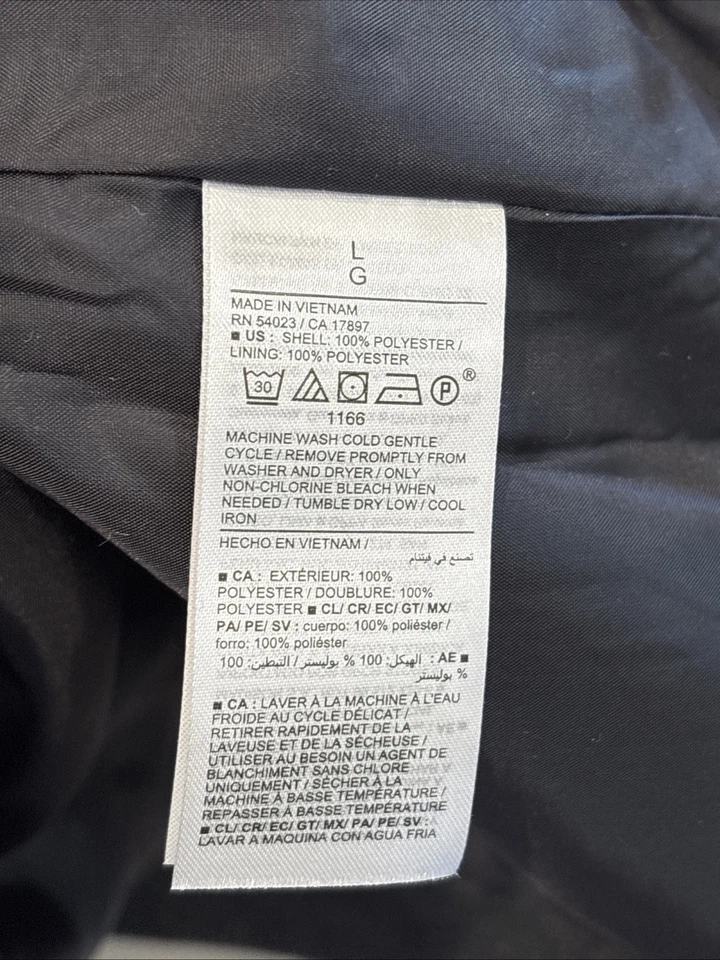 L
G
MADE IN VIETNAM
RN 54023 / CA 17897
■ US : SHELL: 100% POLYESTER /
LINING: 100% POLYESTER
30 P ®
1166
MACHINE WASH COLD GENTLE
CYCLE / REMOVE PROMPTLY FROM
WASHER AND DRYER / ONLY
NON-CHLORINE BLEACH WHEN
NEEDED / TUMBLE DRY LOW / COOL
IRON
HECHO EN VIETNAM /
تصنع في فيتنام
■ CA : EXTÉRIEUR: 100%
POLYESTER / DOUBLURE: 100%
POLYESTER ■ CL/ CR/ EC/ GT/ MX/
PA/ PE/ SV : cuerpo: 100% poliéster /
forro: 100% poliéster
■ AE : الهيكل: 100 % بوليستر / التبطين: 100
% بوليستر
■ CA : LAVER À LA MACHINE À L'EAU
FROIDE AU CYCLE DÉLICAT /
RETIRER RAPIDEMENT DE LA
LAVEUSE ET DE LA SÉCHEUSE /
UTILISER AU BESOIN UN AGENT DE
BLANCHIMENT SANS CHLORE
UNIQUEMENT / SÉCHER À LA
MACHINE À BASSE TEMPÉRATURE /
REPASSER À BASSE TEMPÉRATURE
■ CL/ CR/ EC/ GT/ MX/ PA/ PE/ SV :
LAVAR A MAQUINA CON AGUA FRIA